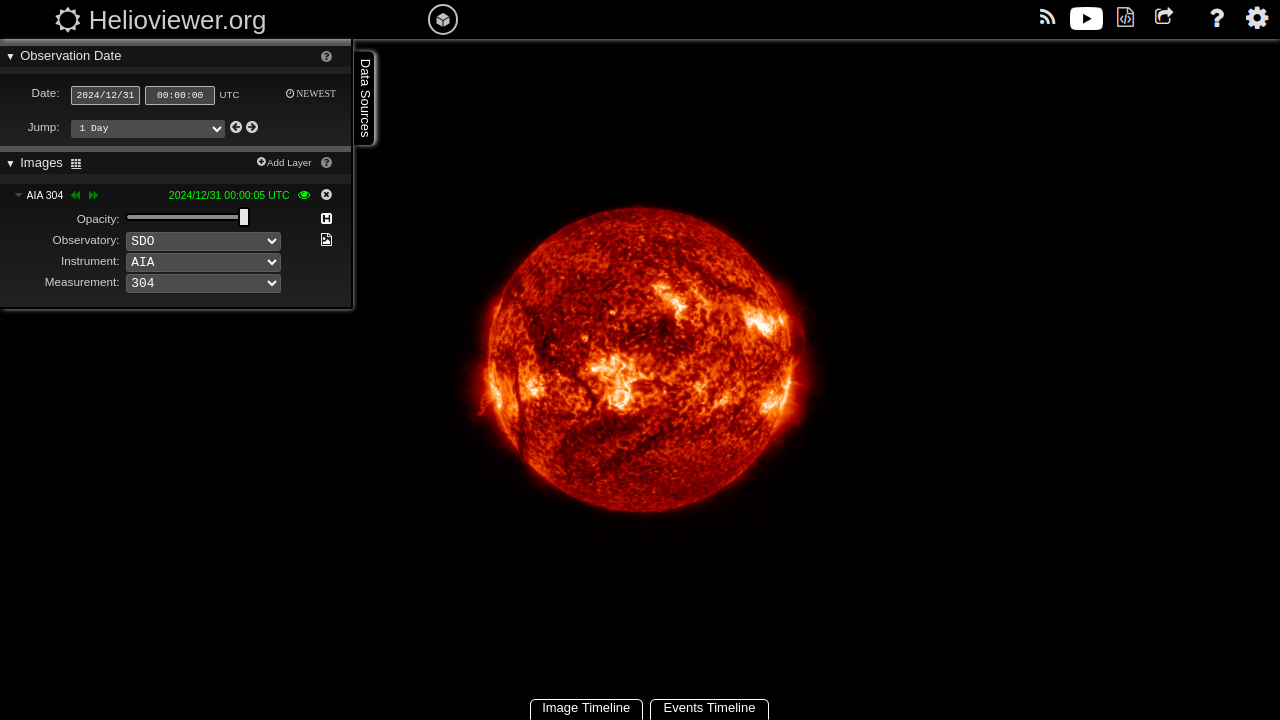 Helioviewer.org
Observation Date
Date: 2024/12/31 00:00:00 UTC NEWEST
Jump: 1 Day
Images Add Layer
AIA 304 2024/12/31 00:00:05 UTC
Opacity:
Observatory: SDO
Instrument: AIA
Measurement: 304
Data Sources
Image Timeline Events Timeline